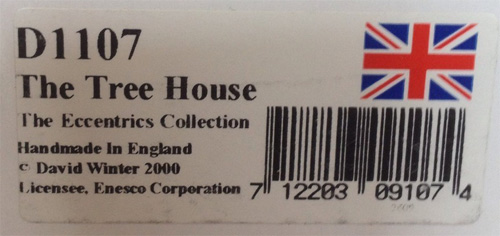 D1107
The Tree House
The Eccentrics Collection
Handmade In England
© David Winter 2000
Licensee, Enesco Corporation
7 12203 09107 4